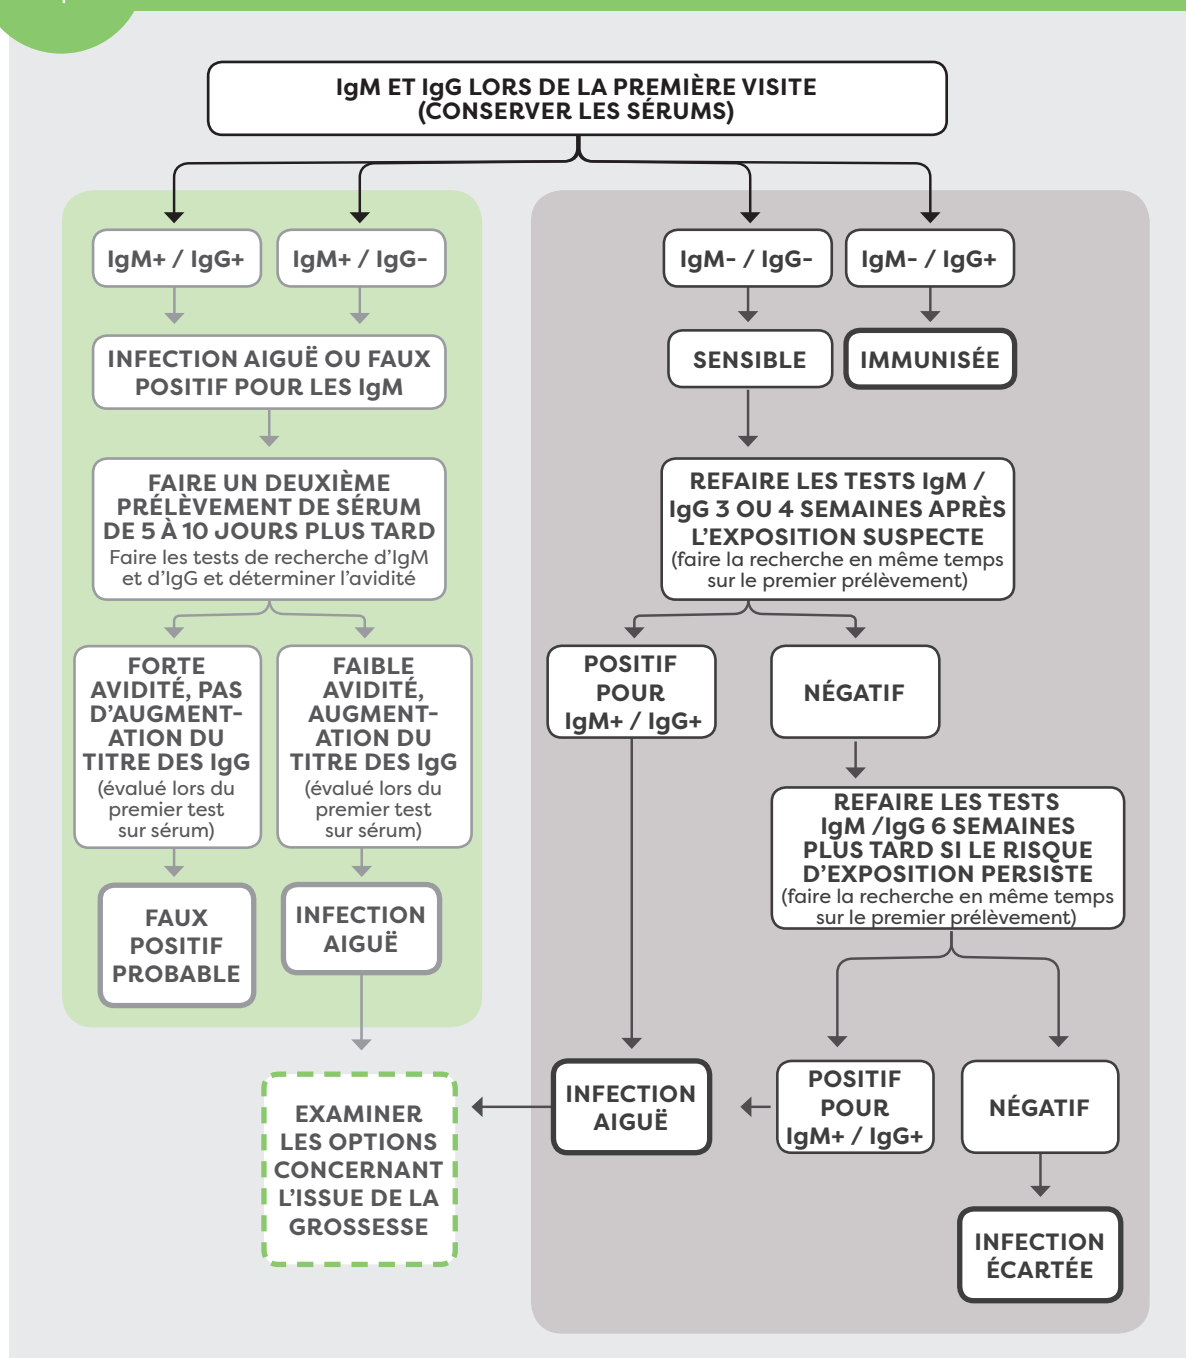 IgM ET IgG LORS DE LA PREMIÈRE VISITE
(CONSERVER LES SÉRUMS)
IgM+ / IgG+
IgM+ / IgG-
IgM- / IgG-
IgM- / IgG+
INFECTION AIGUË OU FAUX
POSITIF POUR LES IgM
SENSIBLE
IMMUNISÉE
FAIRE UN DEUXIÈME
PRÉLÈVEMENT DE SÉRUM
DE 5 À 10 JOURS PLUS TARD
Faire les tests de recherche d'IgM
et d'IgG et déterminer l'avidité
REFAIRE LES TESTS IgM /
IgG 3 OU 4 SEMAINES APRÈS
L'EXPOSITION SUSPECTE
(faire la recherche en même temps
sur le premier prélèvement)
FORTE
AVIDITÉ, PAS
D'AUGMENT-
ATION DU
TITRE DES IgG
(évalué lors du
premier test
sur sérum)
FAIBLE
AVIDITÉ,
AUGMENT-
ATION DU
TITRE DES IgG
(évalué lors du
premier test
sur sérum)
POSITIF
POUR
IgM+ / IgG+
NÉGATIF
REFAIRE LES TESTS
IgM /IgG 6 SEMAINES
PLUS TARD SI LE RISQUE
D'EXPOSITION PERSISTE
(faire la recherche en même temps
sur le premier prélèvement)
FAUX
POSITIF
PROBABLE
INFECTION
AIGUË
INFECTION
AIGUË
POSITIF
POUR
IgM+ / IgG+
NÉGATIF
EXAMINER
LES OPTIONS
CONCERNANT
L'ISSUE DE LA
GROSSESSE
INFECTION
ÉCARTÉE